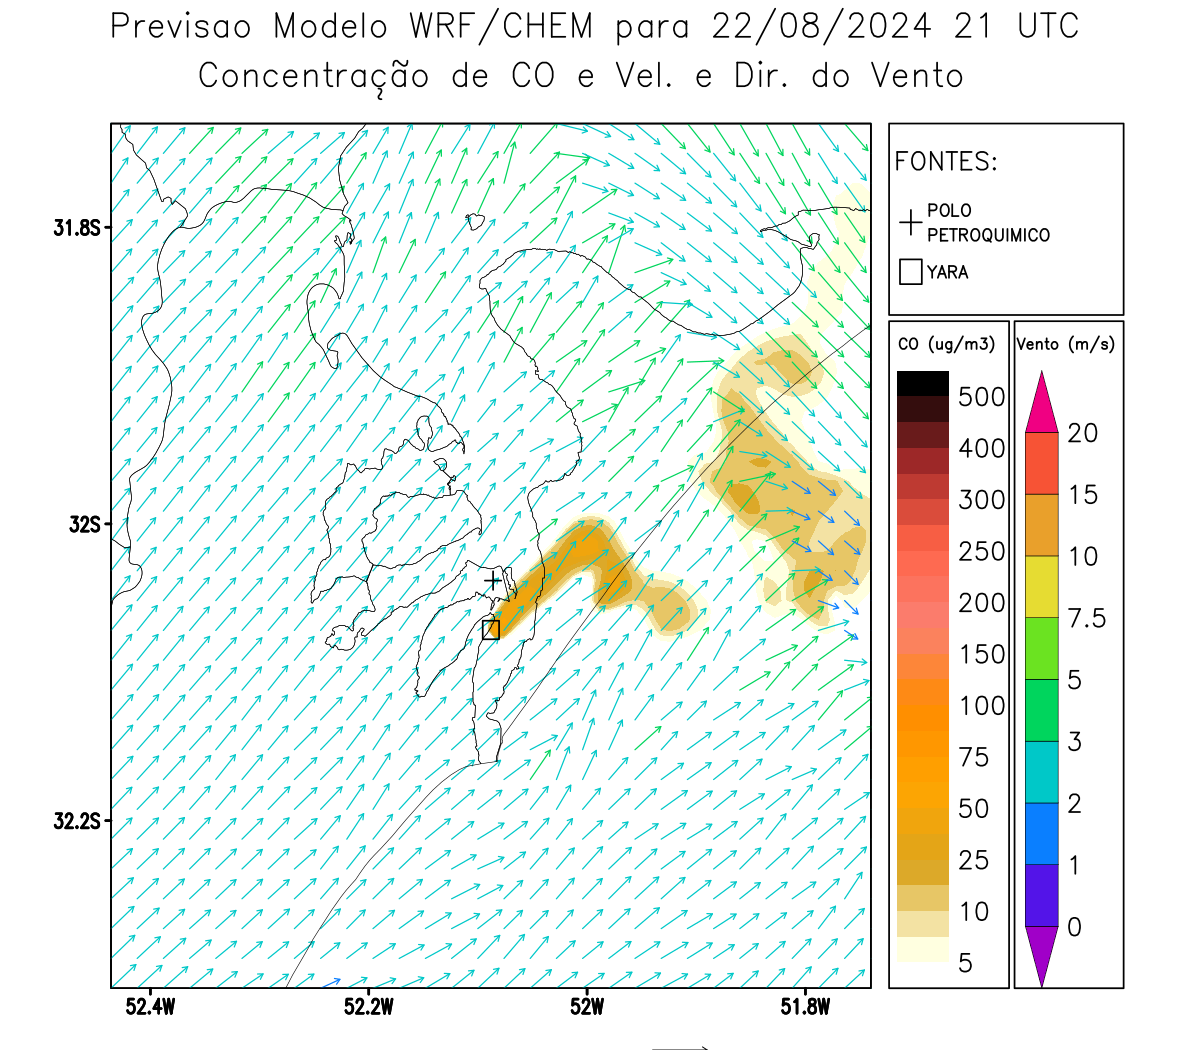 Previsao Modelo WRF/CHEM para 22/08/2024 21 UTC
Concentração de CO e Vel. e Dir. do Vento
FONTES:
POLO
PETROQUIMICO
YARA
CO (ug/m3)
500
400
300
250
200
150
100
75
50
25
10
5
Vento (m/s)
20
15
10
7.5
5
3
2
1
0
31.8S
32S
32.2S
52.4W
52.2W
52W
51.8W